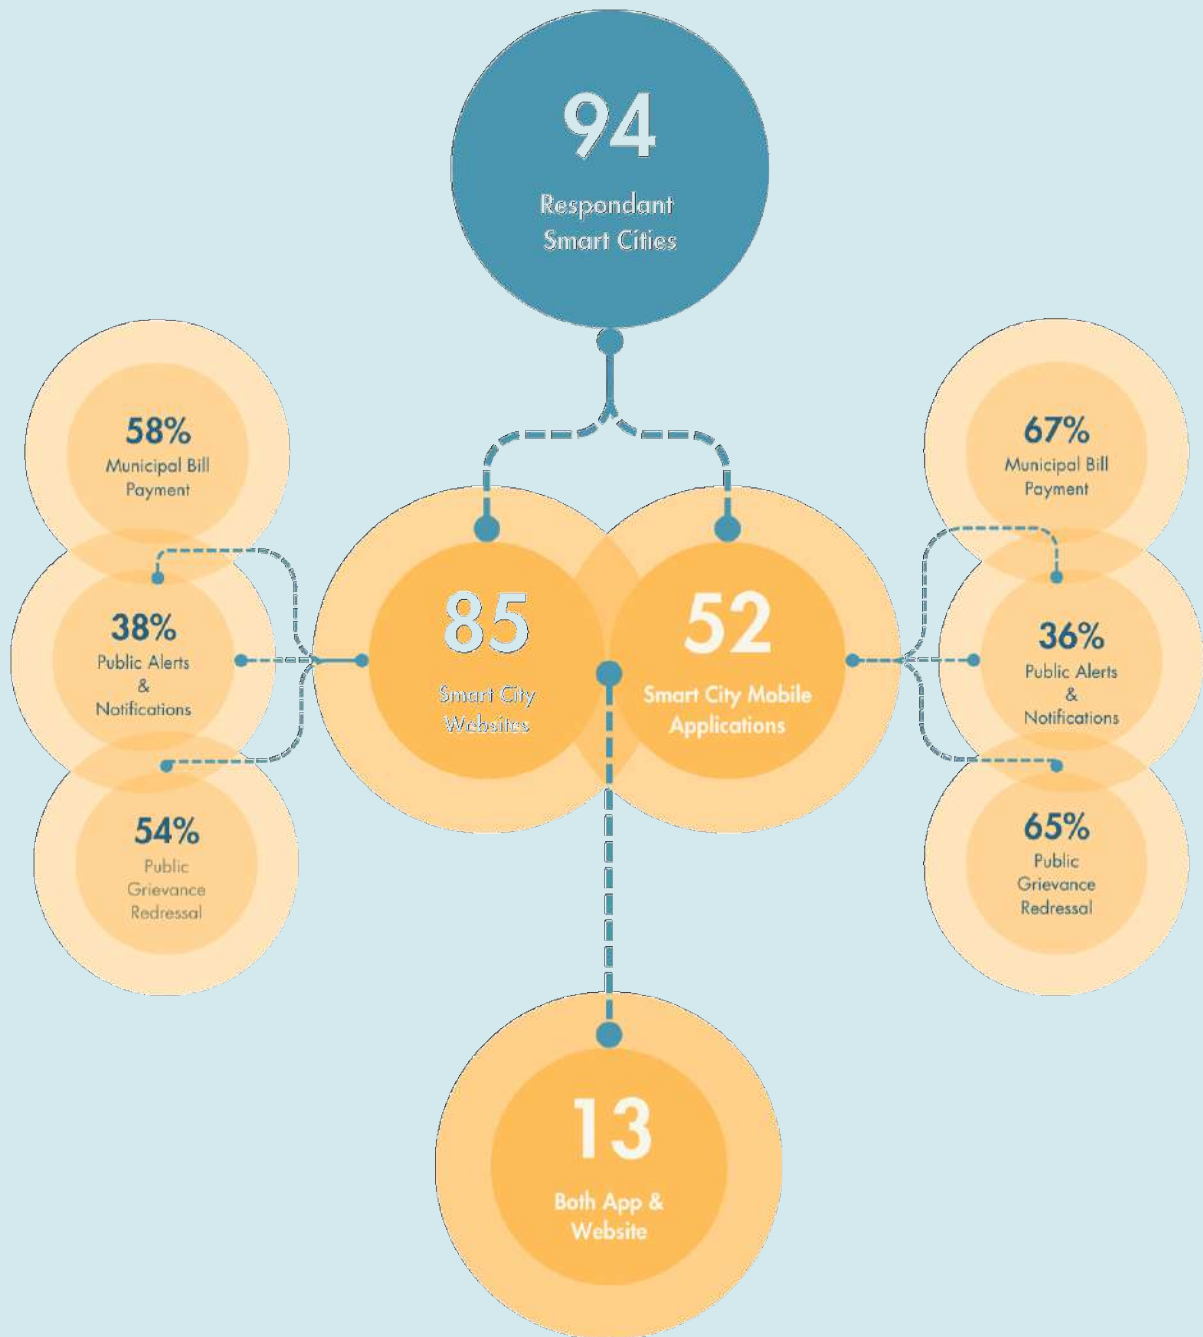 94
Respondant
Smart Cities
58%
Municipal Bill
Payment
38%
Public Alerts
&
Notifications
54%
Public
Grievance
Redressal
85
Smart City
Websites
52
Smart City Mobile
Applications
67%
Municipal Bill
Payment
36%
Public Alerts
&
Notifications
65%
Public
Grievance
Redressal
13
Both App &
Website